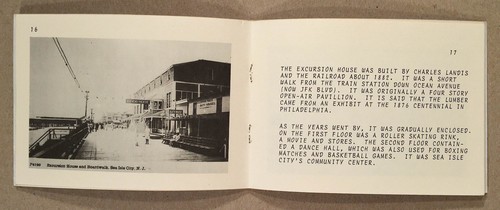 16
Excursion House and Boardwalk, Sea Isle City, N. J.
17
THE EXCURSION HOUSE WAS BUILT BY CHARLES LANDIS
AND THE RAILROAD ABOUT 1882. IT WAS A SHORT
WALK FROM THE TRAIN STATION DOWN OCEAN AVENUE
(NOW JFK BLVD). IT WAS ORIGINALLY A FOUR STORY
OPEN-AIR PAVILLION. IT IS SAID THAT THE LUMBER
CAME FROM AN EXHIBIT AT THE 1876 CENTENNIAL IN
PHILADELPHIA.
AS THE YEARS WENT BY, IT WAS GRADUALLY ENCLOSED.
ON THE FIRST FLOOR WAS A ROLLER SKATING RINK,
A MOVIE AND STORES. THE SECOND FLOOR CONTAIN-
ED A DANCE HALL, WHICH WAS ALSO USED FOR BOXING
MATCHES AND BASKETBALL GAMES. IT WAS SEA ISLE
CITY'S COMMUNITY CENTER.